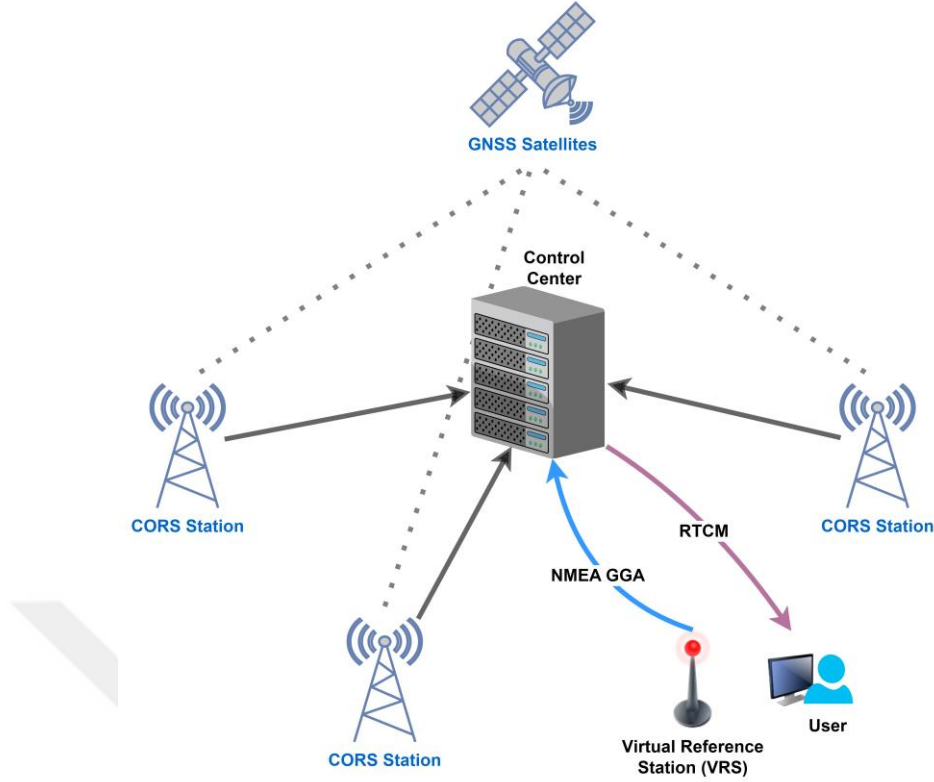 GNSS Satellites
Control
Center
CORS Station
CORS Station
RTCM
NMEA GGA
CORS Station
Virtual Reference
Station (VRS)
User